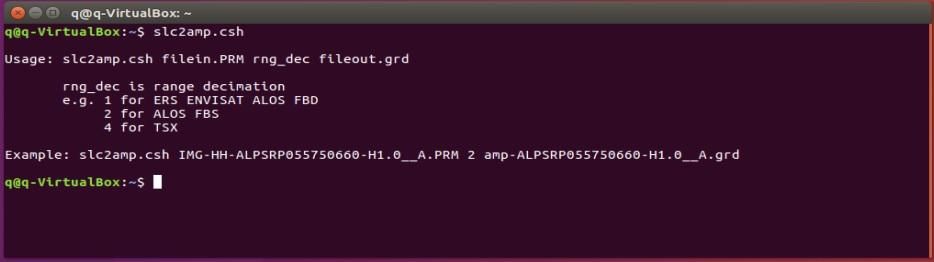 q@q-VirtualBox: ~
q@q-VirtualBox:~$ slc2amp.csh
Usage: slc2amp.csh filein.PRM rng_dec fileout.grd
rng_dec is range decimation
e.g. 1 for ERS ENVISAT ALOS FBD
2 for ALOS FBS
4 for TSX
Example: slc2amp.csh IMG-HH-ALPSRP055750660-H1.0__A.PRM 2 amp-ALPSRP055750660-H1.0__A.grd
q@q-VirtualBox:~$